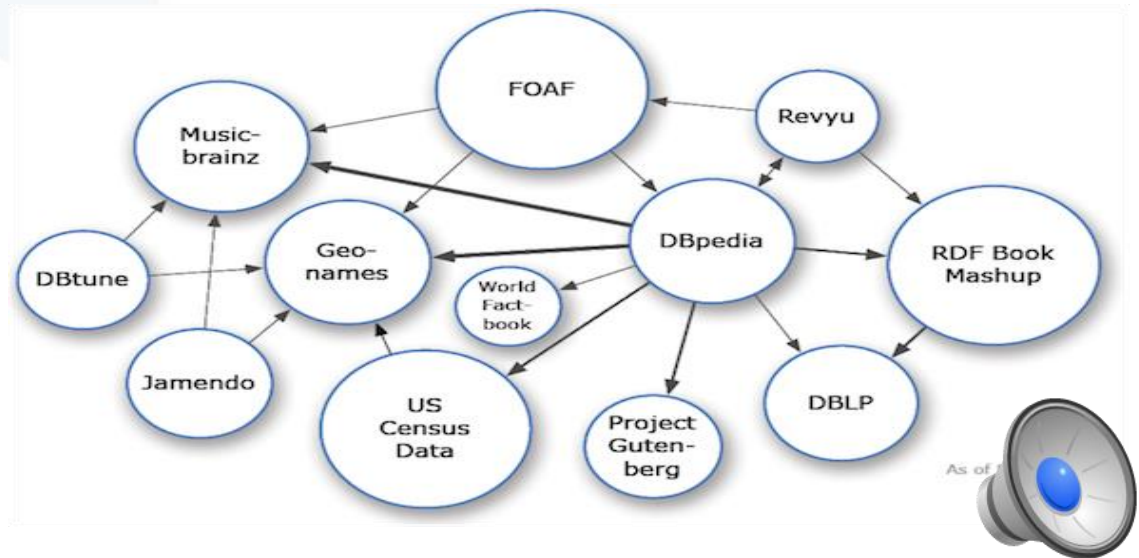 FOAF
Revyu
Music-
brainz
DBpedia
Geo-
names
RDF Book
Mashup
DBtune
World
Fact-
book
Jamendo
US
Census
Data
Project
Guten-
berg
DBLP
As of